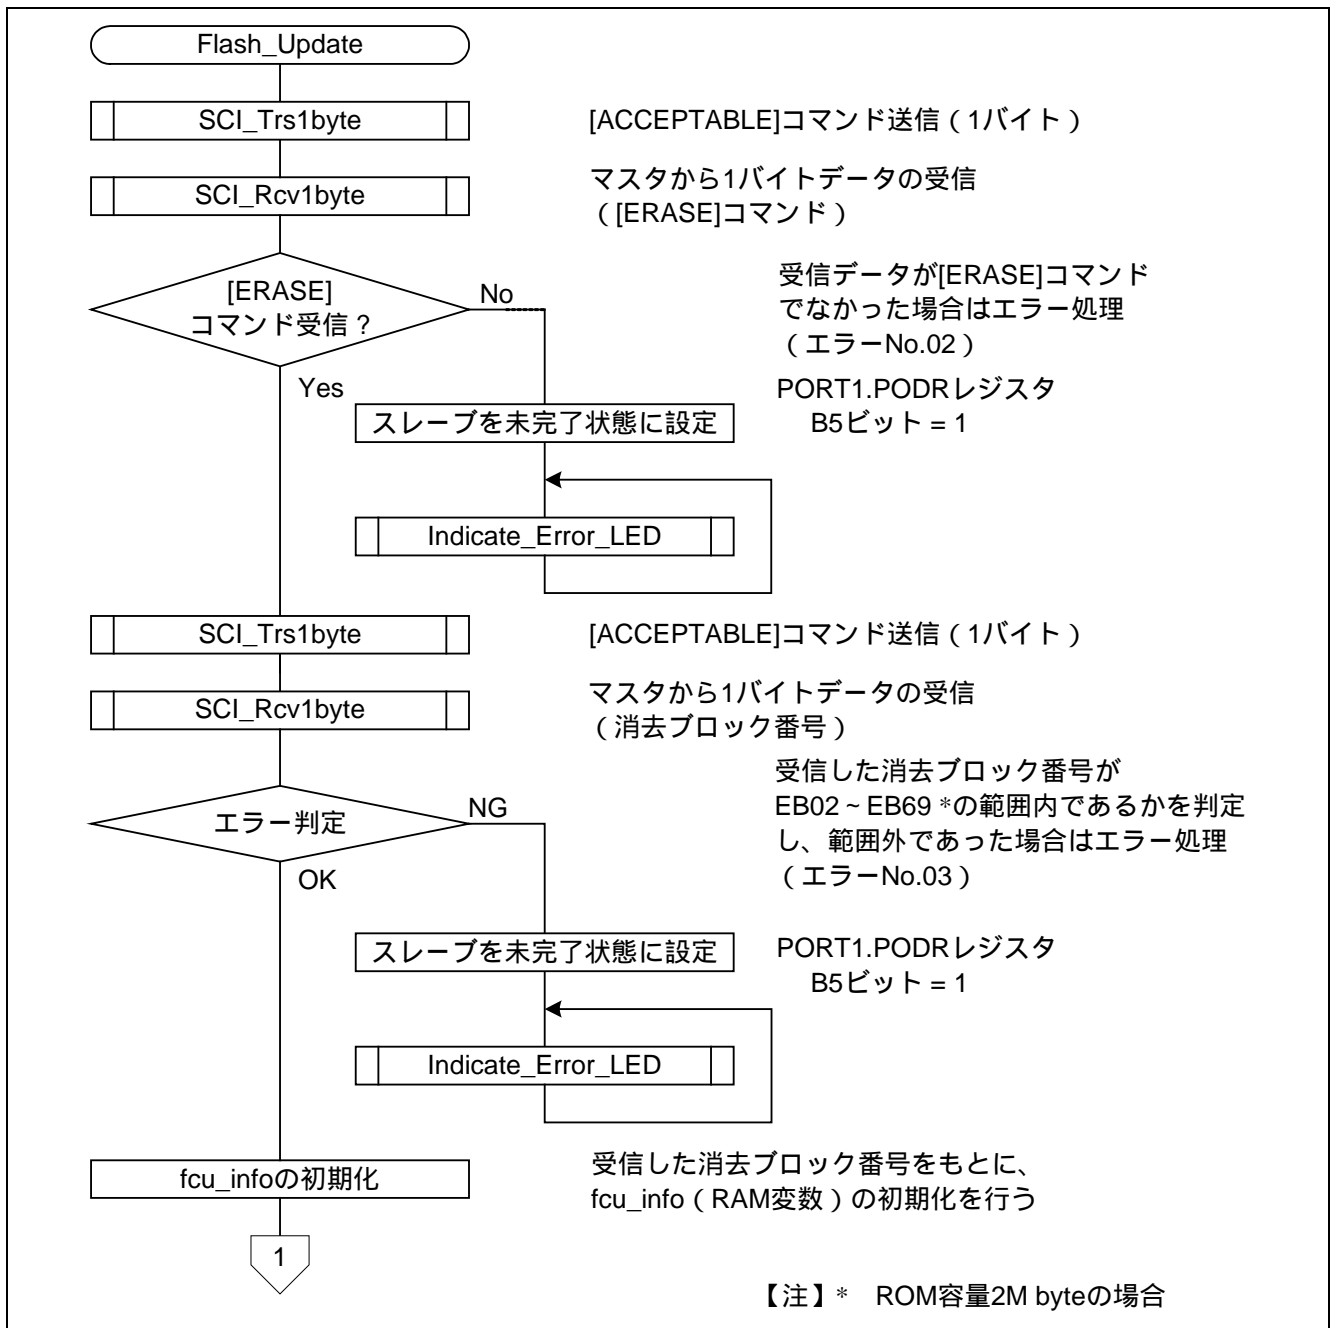 Flash_Update
SCI_Trs1byte
[ACCEPTABLE]コマンド送信(1バイト)
SCI_Rcv1byte
マスタから1バイトデータの受信
([ERASE]コマンド)
[ERASE]
コマンド受信?
No
Yes
受信データが[ERASE]コマンド
でなかった場合はエラー処理
(エラーNo.02)
スレーブを未完了状態に設定
PORT1.PODRレジスタ
B5ビット = 1
Indicate_Error_LED
SCI_Trs1byte
[ACCEPTABLE]コマンド送信(1バイト)
SCI_Rcv1byte
マスタから1バイトデータの受信
(消去ブロック番号)
エラー判定
NG
OK
受信した消去ブロック番号が
EB02~EB69 *の範囲内であるかを判定
し、範囲外であった場合はエラー処理
(エラーNo.03)
スレーブを未完了状態に設定
PORT1.PODRレジスタ
B5ビット = 1
Indicate_Error_LED
fcu_infoの初期化
受信した消去ブロック番号をもとに、
fcu_info(RAM変数)の初期化を行う
1
【注】* ROM容量2M byteの場合